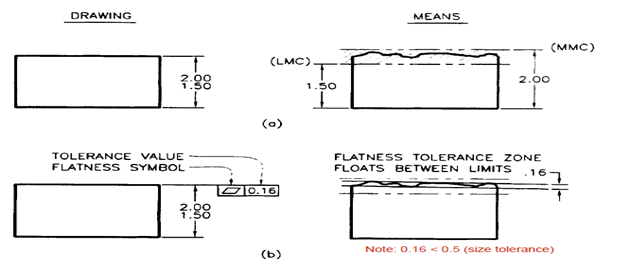 DRAWING
MEANS
2.00
1.50
(LMC)
1.50
(MMC)
2.00
(a)
TOLERANCE VALUE
FLATNESS SYMBOL
0.16
2.00
1.50
FLATNESS TOLERANCE ZONE
FLOATS BETWEEN LIMITS
.16
(b)
Note: 0.16 < 0.5 (size tolerance)